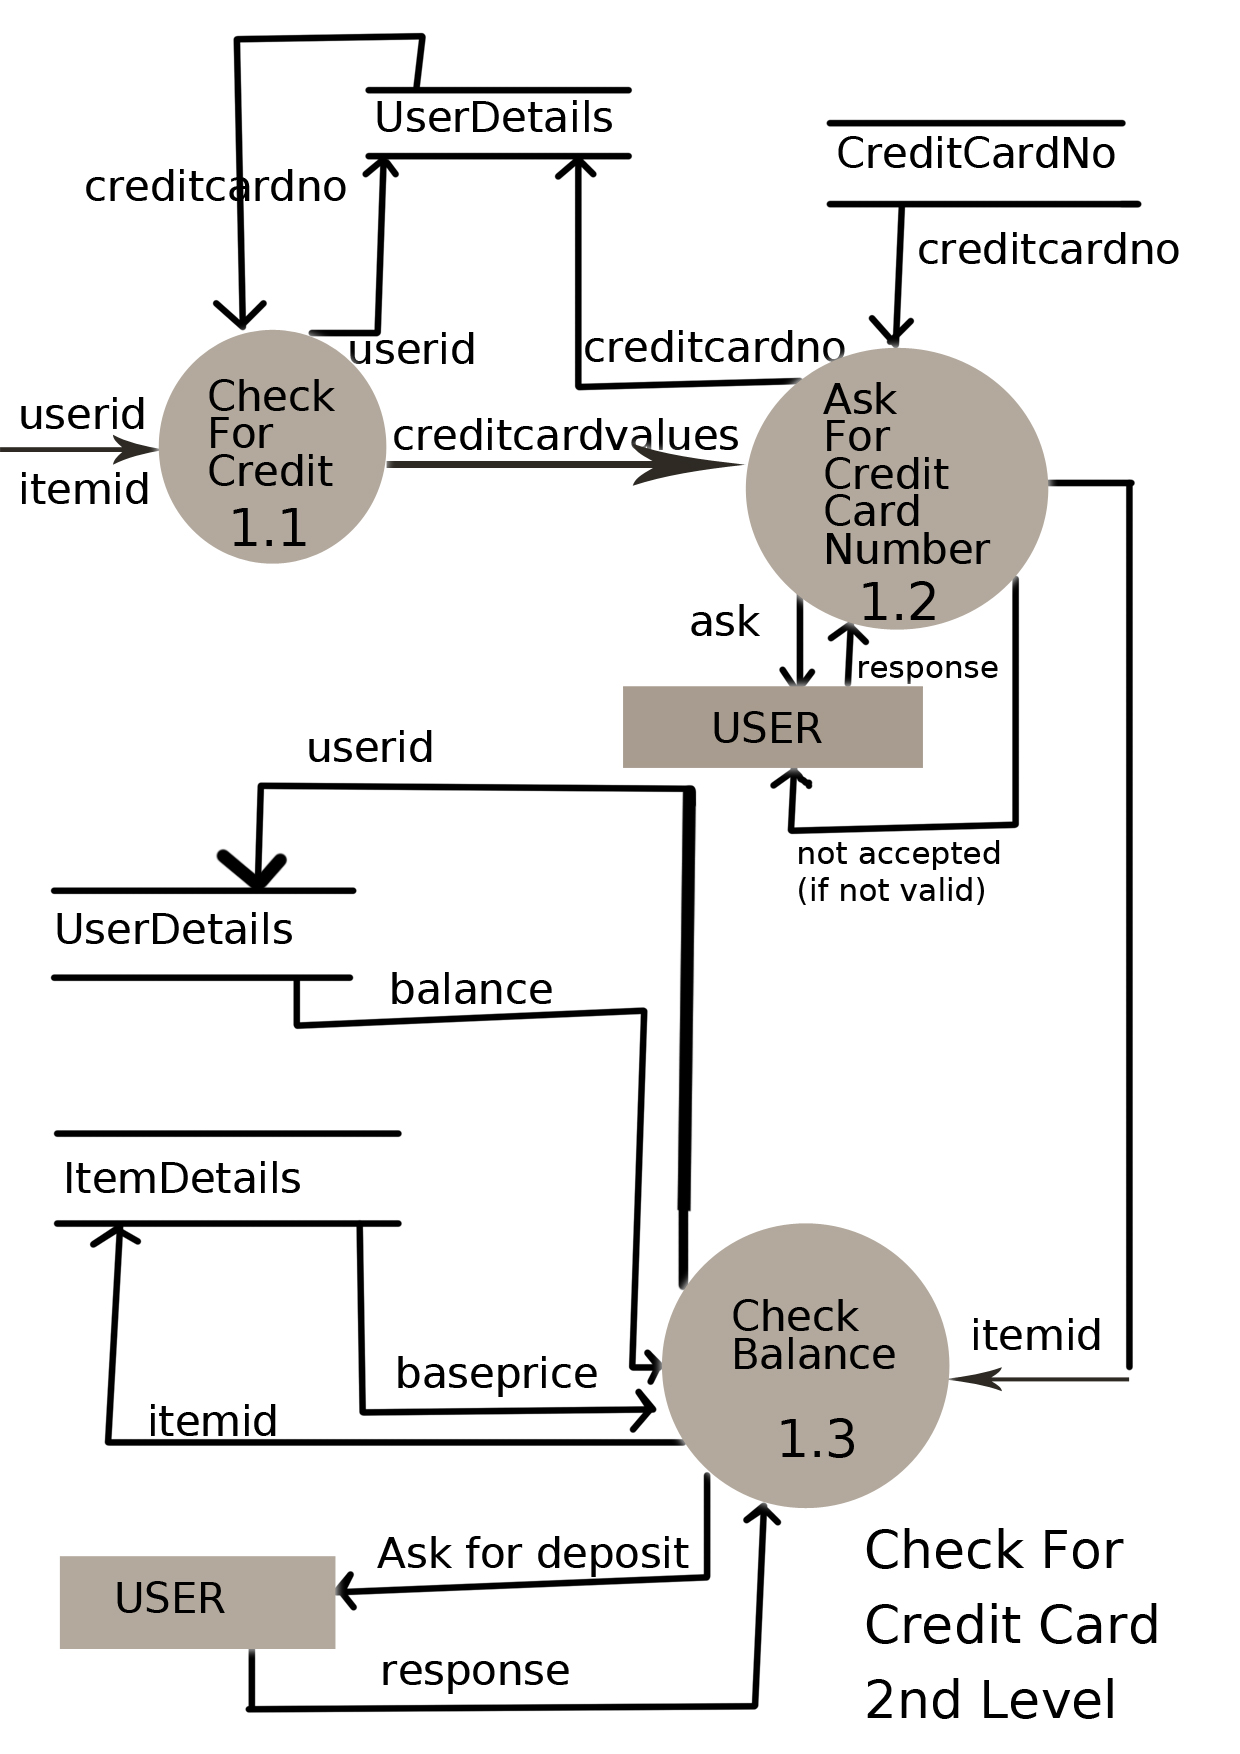 UserDetails
CreditCardNo
creditcardno
creditcardno
userid
creditcardno
userid
itemid
Check
For
Credit
1.1
creditcardvalues
Ask
For
Credit
Card
Number
1.2
ask
response
USER
not accepted
(if not valid)
userid
UserDetails
balance
ItemDetails
baseprice
itemid
Check
Balance
1.3
itemid
Ask for deposit
USER
response
Check For
Credit Card
2nd Level